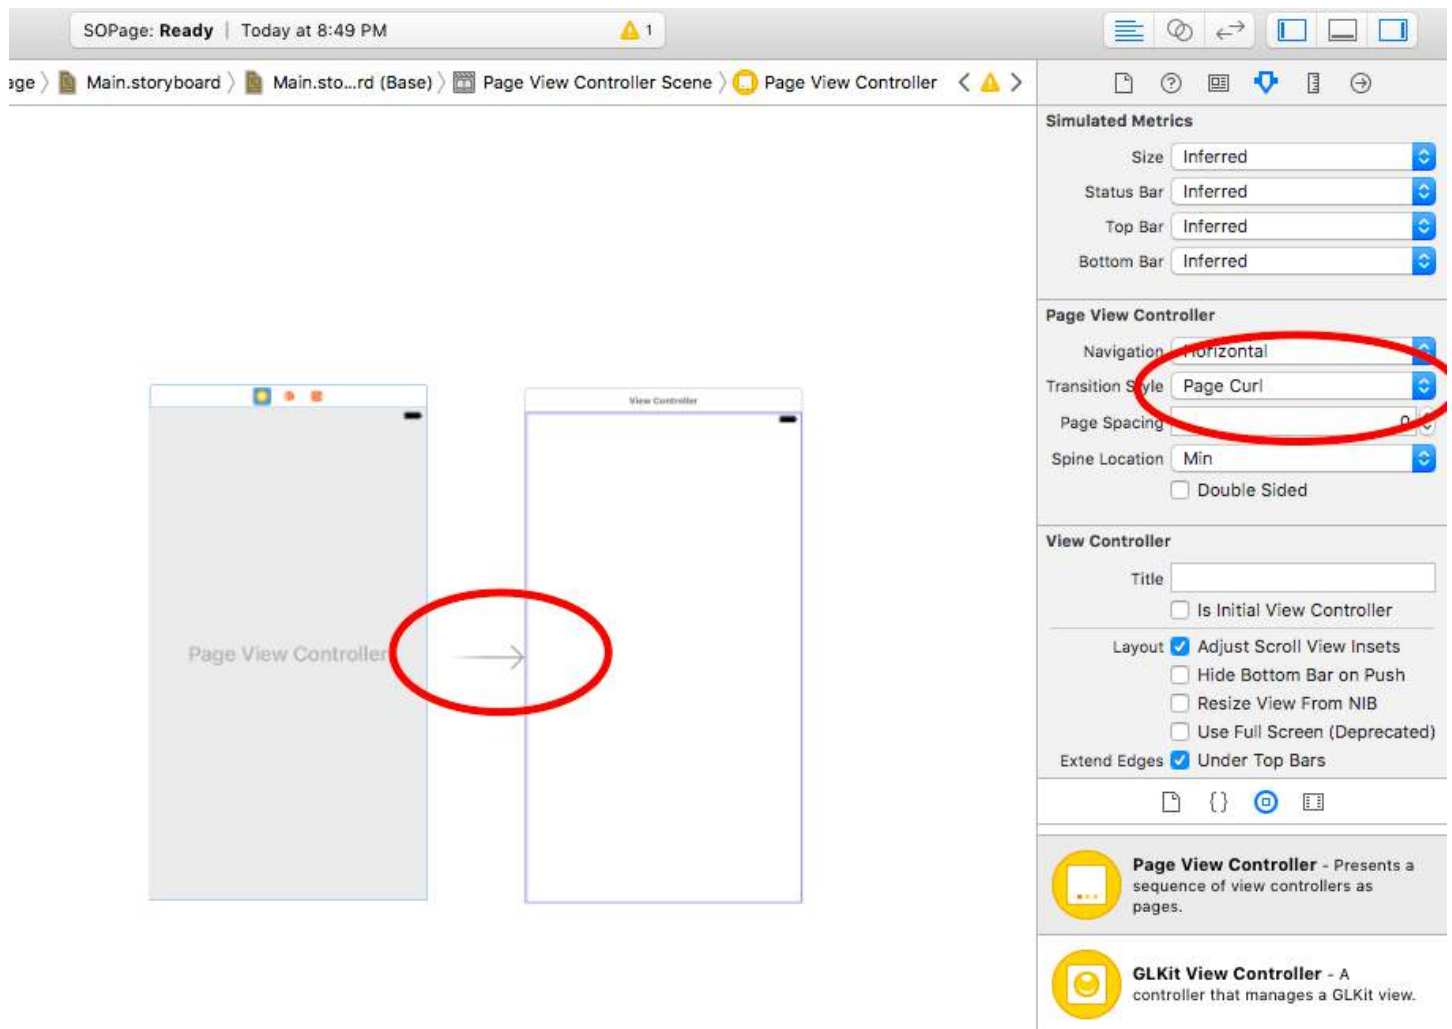 SOPage: Ready | Today at 8:49 PM 1
age Main.storyboard Main.sto...rd (Base) Page View Controller Scene Page View Controller
Simulated Metrics
Size Inferred
Status Bar Inferred
Top Bar Inferred
Bottom Bar Inferred
Page View Controller
Navigation Horizontal
Transition Style Page Curl
Page Spacing 0
Spine Location Min
Double Sided
View Controller
Title
Is Initial View Controller
Layout Adjust Scroll View Insets
Hide Bottom Bar on Push
Resize View From NIB
Use Full Screen (Deprecated)
Extend Edges Under Top Bars
{}
Page View Controller - Presents a
sequence of view controllers as
pages.
GLKit View Controller - A
controller that manages a GLKit view.
View Controller
Page View Controller